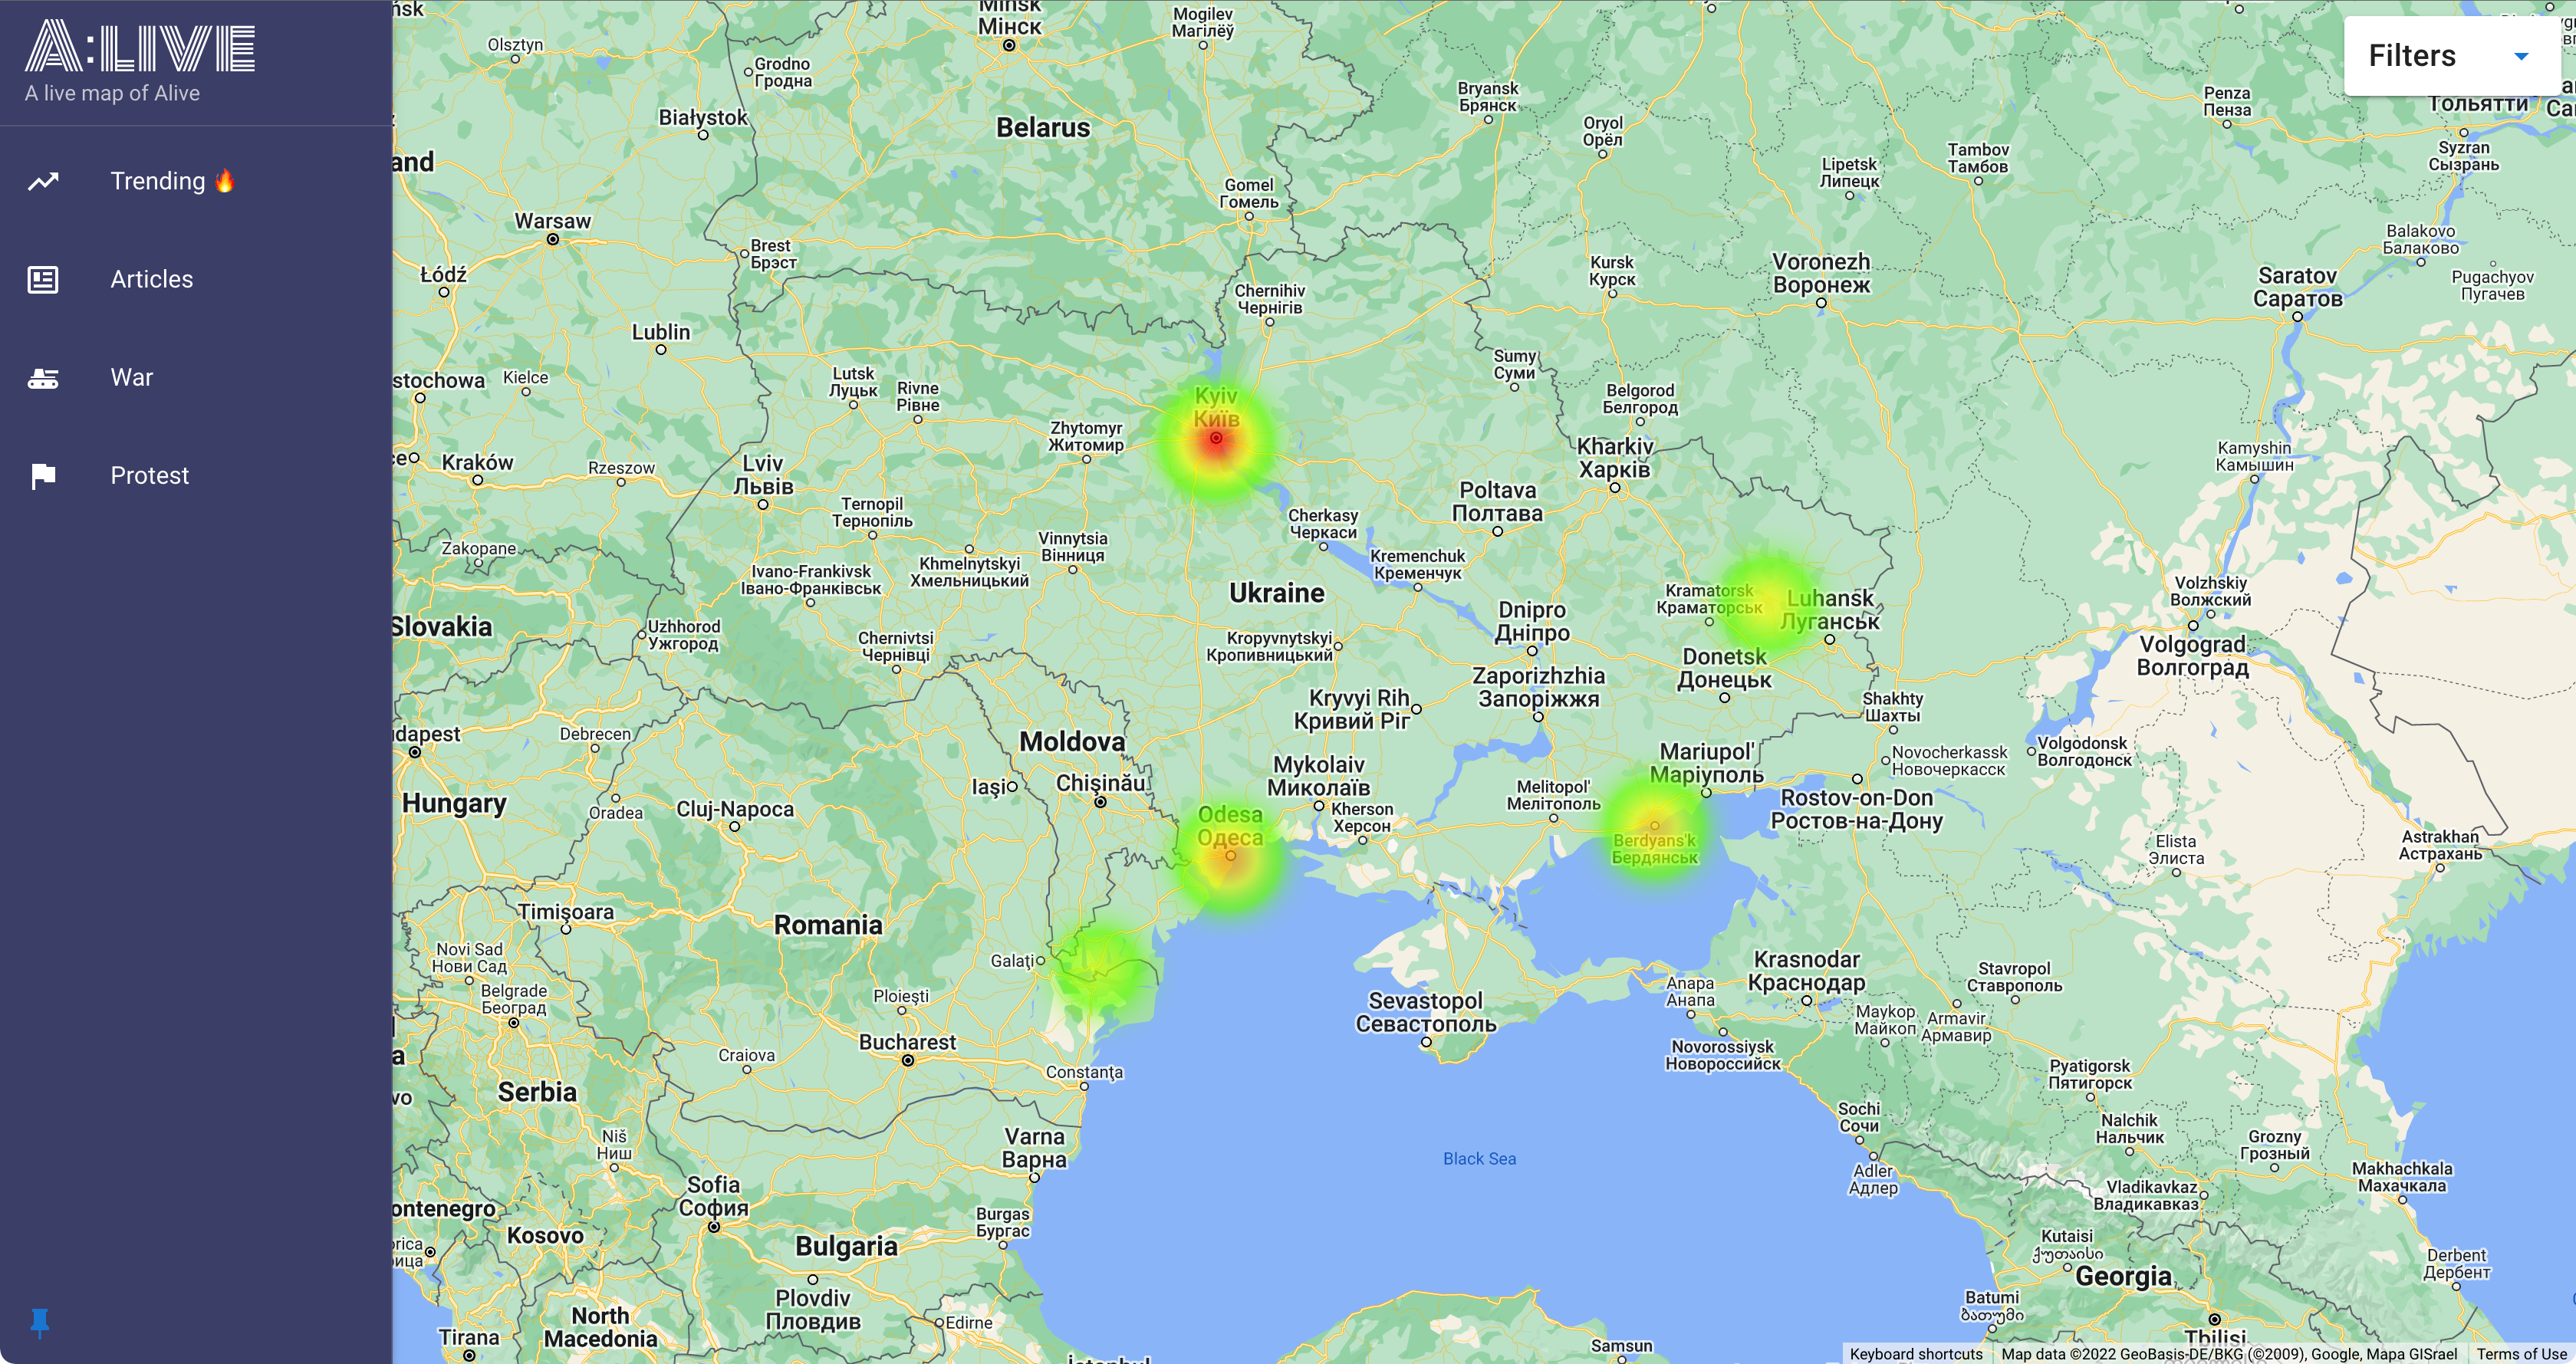 A:LIVE
A live map of Alive
Trending 🔥
Articles
War
Protest
Filters
Minsk
Мінск
Mogilev
Магілёў
Olsztyn
Grodno
Гродна
Białystok
Belarus
Bryansk
Брянск
Oryol
Орёл
Penza
Пенза
Тольятти
Syzran
Сызрань
Tambov
Тамбов
Lipetsk
Липецк
Gomel
Гомель
Warsaw
Brest
Брэст
Łódź
Balakovo
Балаково
Pugachyov
Пугачев
Saratov
Саратов
Voronezh
Воронеж
Kursk
Курск
Chernihiv
Чернігів
Lublin
Kielce
stochowa
Lutsk
Луцьк
Rivne
Рівне
Kyiv
Київ
Sumy
Суми
Belgorod
Белгород
Zhytomyr
Житомир
Kharkiv
Харків
Kamyshin
Камышин
Kraków
Rzeszow
Lviv
Львів
Ternopil
Тернопіль
Poltava
Полтава
Cherkasy
Черкаси
Vinnytsia
Вінниця
Khmelnytskyi
Хмельницький
Kremenchuk
Кременчук
Zakopane
Ivano-Frankivsk
Івано-Франківськ
Ukraine
Kramatorsk
Краматорськ
Luhansk
Луганськ
Volzhskiy
Волжский
Volgograd
Волгоград
Slovakia
Uzhhorod
Ужгород
Chernivtsi
Чернівці
Kropyvnytskyi
Кропивницький
Dnipro
Дніпро
Donetsk
Донецьк
Zaporizhzhia
Запоріжжя
Kryvyi Rih
Кривий Ріг
Shakhty
Шахты
dapest
Debrecen
Moldova
Novocherkassk
Новочеркасск
Volgodonsk
Волгодонск
Mariupol'
Маріуполь
Mykolaiv
Миколаїв
Iași
Chișinău
Melitopol'
Мелітополь
Rostov-on-Don
Ростов-на-Дону
Hungary
Oradea
Cluj-Napoca
Odesa
Одеса
Kherson
Херсон
Berdyans'k
Бердянськ
Elista
Элиста
Astrakhan
Астрахань
Timișoara
Romania
Novi Sad
Нови Сад
Galați
Krasnodar
Краснодар
Stavropol
Ставрополь
Anapa
Анапа
Belgrade
Београд
Ploiești
Sevastopol
Севастополь
Maykop
Майкоп
Armavir
Армавир
Bucharest
Craiova
Constanța
Novorossiysk
Новороссийск
Pyatigorsk
Пятигорск
Serbia
Sochi
Сочи
Nalchik
Нальчик
Grozny
Грозный
Niš
Ниш
Varna
Варна
Black Sea
Adler
Адлер
Makhachkala
Махачкала
Vladikavkaz
Владикавказ
Sofia
София
ontenegro
Kosovo
Burgas
Бургас
Bulgaria
Kutaisi
ქუთაისი
Georgia
Derbent
Дербент
Plovdiv
Пловдив
Edirne
Batumi
ბათუმი
North
Macedonia
Tirana
Tbilisi
Samsun
Keyboard shortcuts
Map data ©2022 GeoBasis-DE/BKG (©2009), Google, Mapa GISrael
Terms of Use